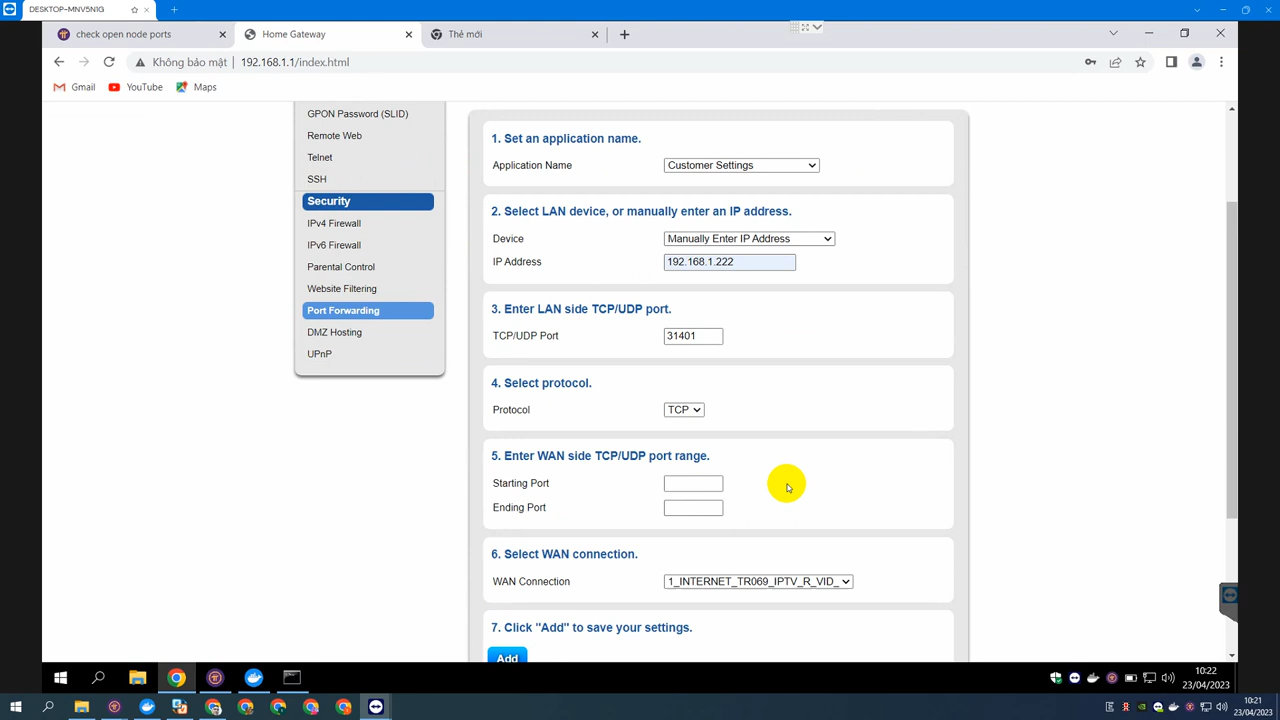 DESKTOP-MNV5NIG
check open node ports
Home Gateway
Thẻ mới
Không bảo mật
192.168.1.1/index.html
Gmail
YouTube
Maps
GPON Password (SLID)
Remote Web
Telnet
SSH
Security
IPv4 Firewall
IPv6 Firewall
Parental Control
Website Filtering
Port Forwarding
DMZ Hosting
UPnP
1. Set an application name.
Application Name Customer Settings
2. Select LAN device, or manually enter an IP address.
Device Manually Enter IP Address
IP Address 192.168.1.222
3. Enter LAN side TCP/UDP port.
TCP/UDP Port 31401
4. Select protocol.
Protocol TCP
5. Enter WAN side TCP/UDP port range.
Starting Port
Ending Port
6. Select WAN connection.
WAN Connection 1_INTERNET_TR069_IPTV_R_VID_
7. Click "Add" to save your settings.
Add
10:22
23/04/2023
10:21
23/04/2023